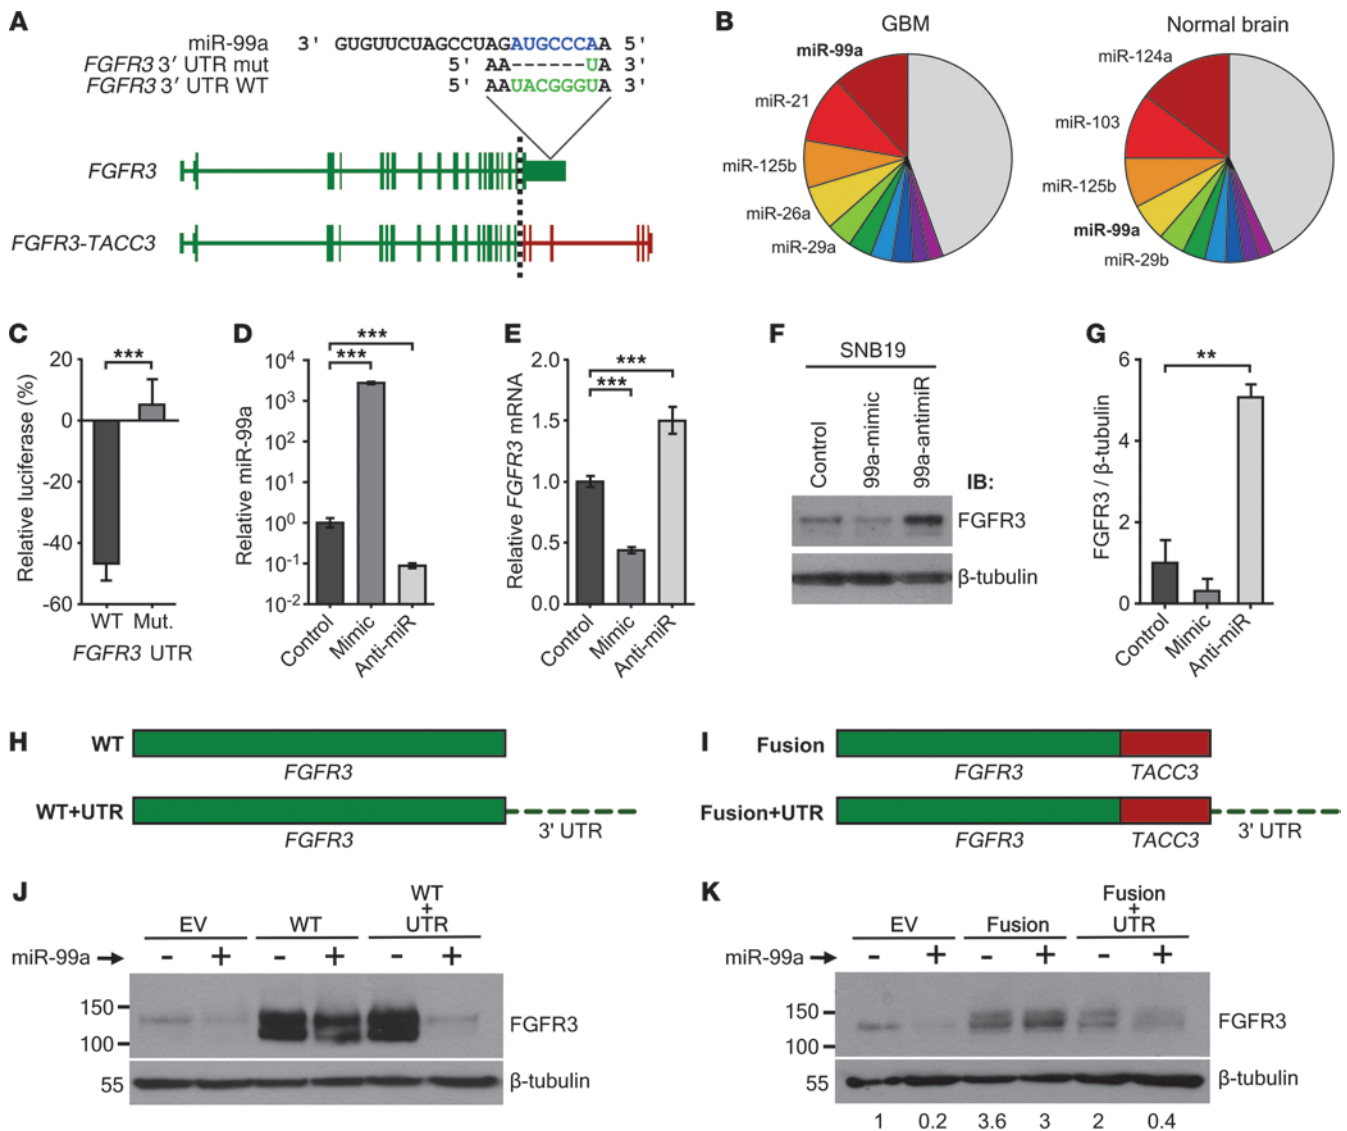 A
miR-99a 3' GUGUUCUAGCCUAGAUGCCCAA 5'
FGFR3 3′ UTR mut 5' AA-------UA 3'
FGFR3 3′ UTR WT 5' AAUACGGGUA 3'
FGFR3
FGFR3-TACC3
B
GBM
miR-99a
miR-21
miR-125b
miR-26a
miR-29a
Normal brain
miR-124a
miR-103
miR-125b
miR-99a
miR-29b
C
Relative luciferase (%)
20
0
-20
-40
-60
***
WT Mut.
FGFR3 UTR
D
Relative miR-99a
10^4
10^3
10^2
10^1
10^0
10^-1
10^-2
***
***
Control
Mimic
Anti-miR
E
Relative FGFR3 mRNA
2.0
1.5
1.0
0.5
0.0
***
***
Control
Mimic
Anti-miR
F
SNB19
Control
99a-mimic
99a-antimiR
IB:
FGFR3
β-tubulin
G
FGFR3 / β-tubulin
6
4
2
0
**
Control
Mimic
Anti-miR
H
WT
FGFR3
WT+UTR
FGFR3
3' UTR
I
Fusion
FGFR3 TACC3
Fusion+UTR
FGFR3 TACC3
3' UTR
J
EV WT WT + UTR
miR-99a - + - + - +
150
100
FGFR3
55
β-tubulin
K
EV Fusion Fusion + UTR
miR-99a - + - + - +
150
100
FGFR3
55
β-tubulin
1 0.2 3.6 3 2 0.4